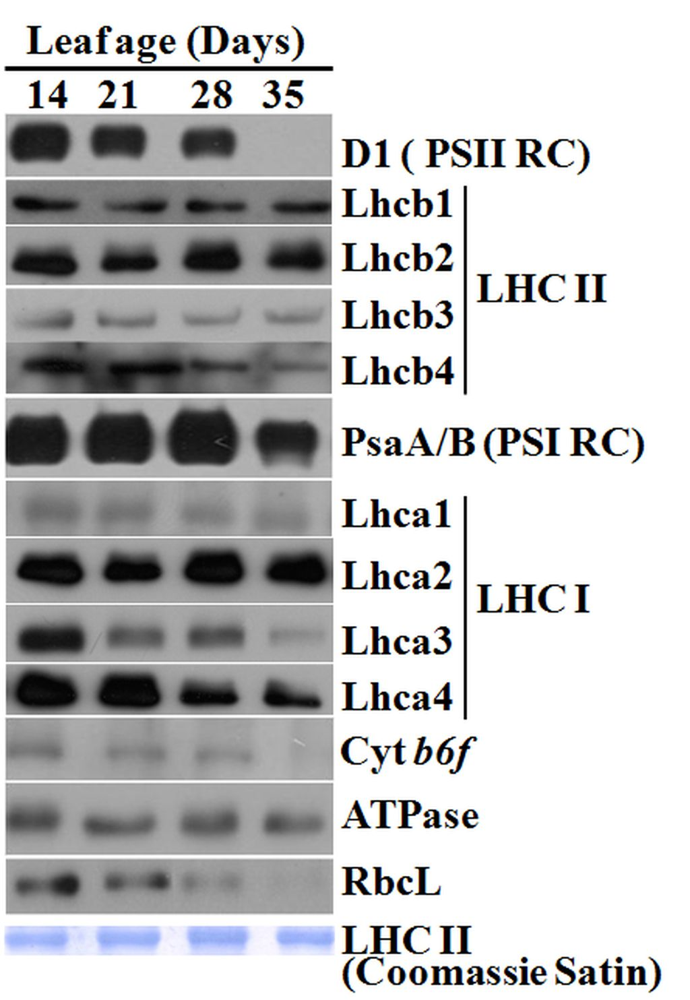 Leaf age (Days)
14 21 28 35
D1 ( PSII RC)
Lhcb1
Lhcb2
LHC II
Lhcb3
Lhcb4
PsaA/B (PSI RC)
Lhca1
Lhca2
LHC I
Lhca3
Lhca4
Cyt b6f
ATPase
RbcL
LHC II
(Coomassie Satin)